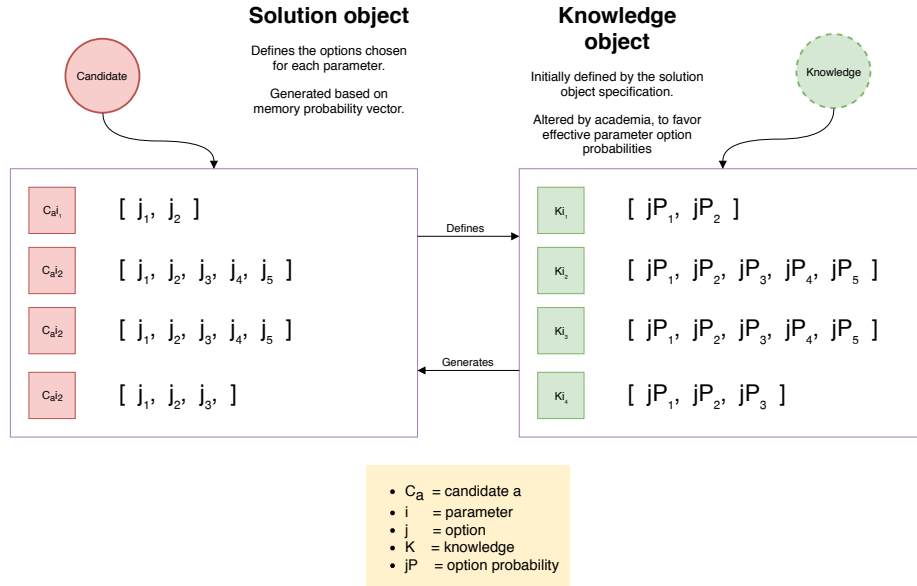 Solution object
Defines the options chosen
for each parameter.
Generated based on
memory probability vector.
Knowledge
object
Initially defined by the solution
object specification.
Altered by academia, to favor
effective parameter option
probabilities
Candidate
Knowledge
Cai1 [ j1, j2 ]
Cai2 [ j1, j2, j3, j4, j5 ]
Cai2 [ j1, j2, j3, j4, j5 ]
Cai2 [ j1, j2, j3, ]
Defines
Generates
Ki1 [ jP1, jP2 ]
Ki2 [ jP1, jP2, jP3, jP4, jP5 ]
Ki3 [ jP1, jP2, jP3, jP4, jP5 ]
Ki4 [ jP1, jP2, jP3 ]
• Ca = candidate a
• i = parameter
• j = option
• K = knowledge
• jP = option probability